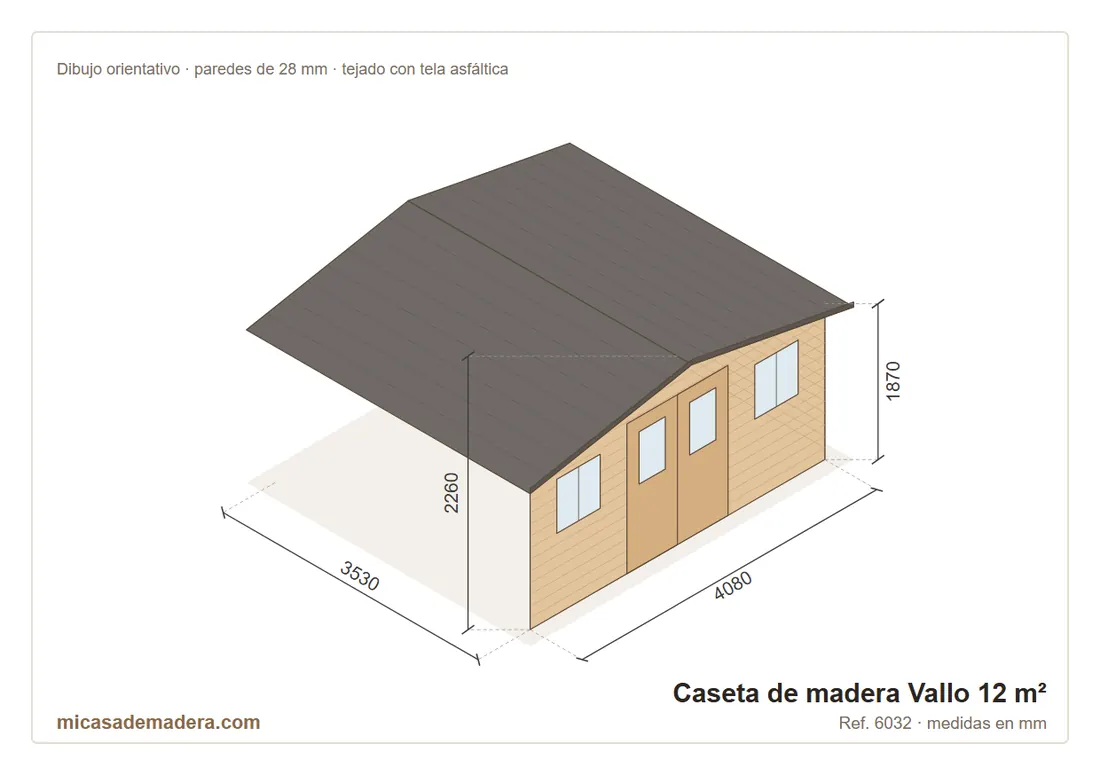 Dibujo orientativo · paredes de 28 mm · tejado con tela asfáltica
1870
2260
3530
4080
Caseta de madera Vallo 12 m²
micasademadera.com
Ref. 6032 · medidas en mm